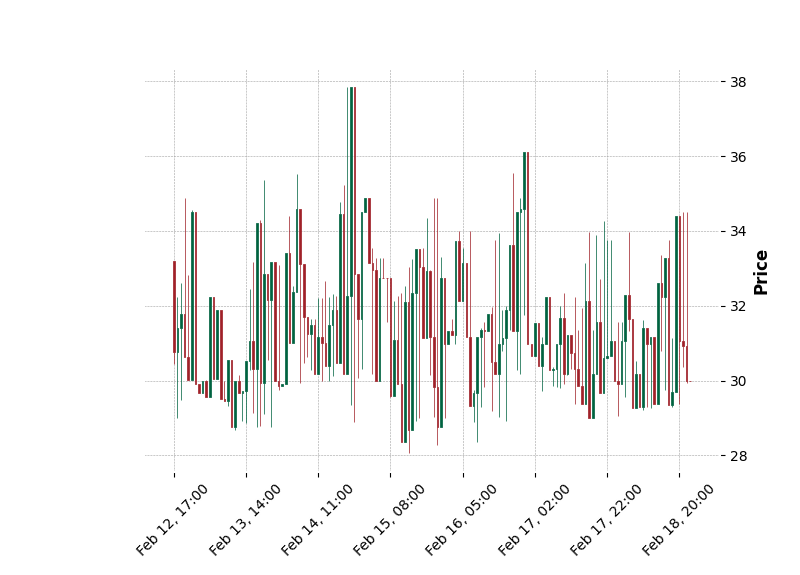 38
36
34
32
30
28
Price
Feb 12, 17:00
Feb 13, 14:00
Feb 14, 11:00
Feb 15, 08:00
Feb 16, 05:00
Feb 17, 02:00
Feb 17, 22:00
Feb 18, 20:00